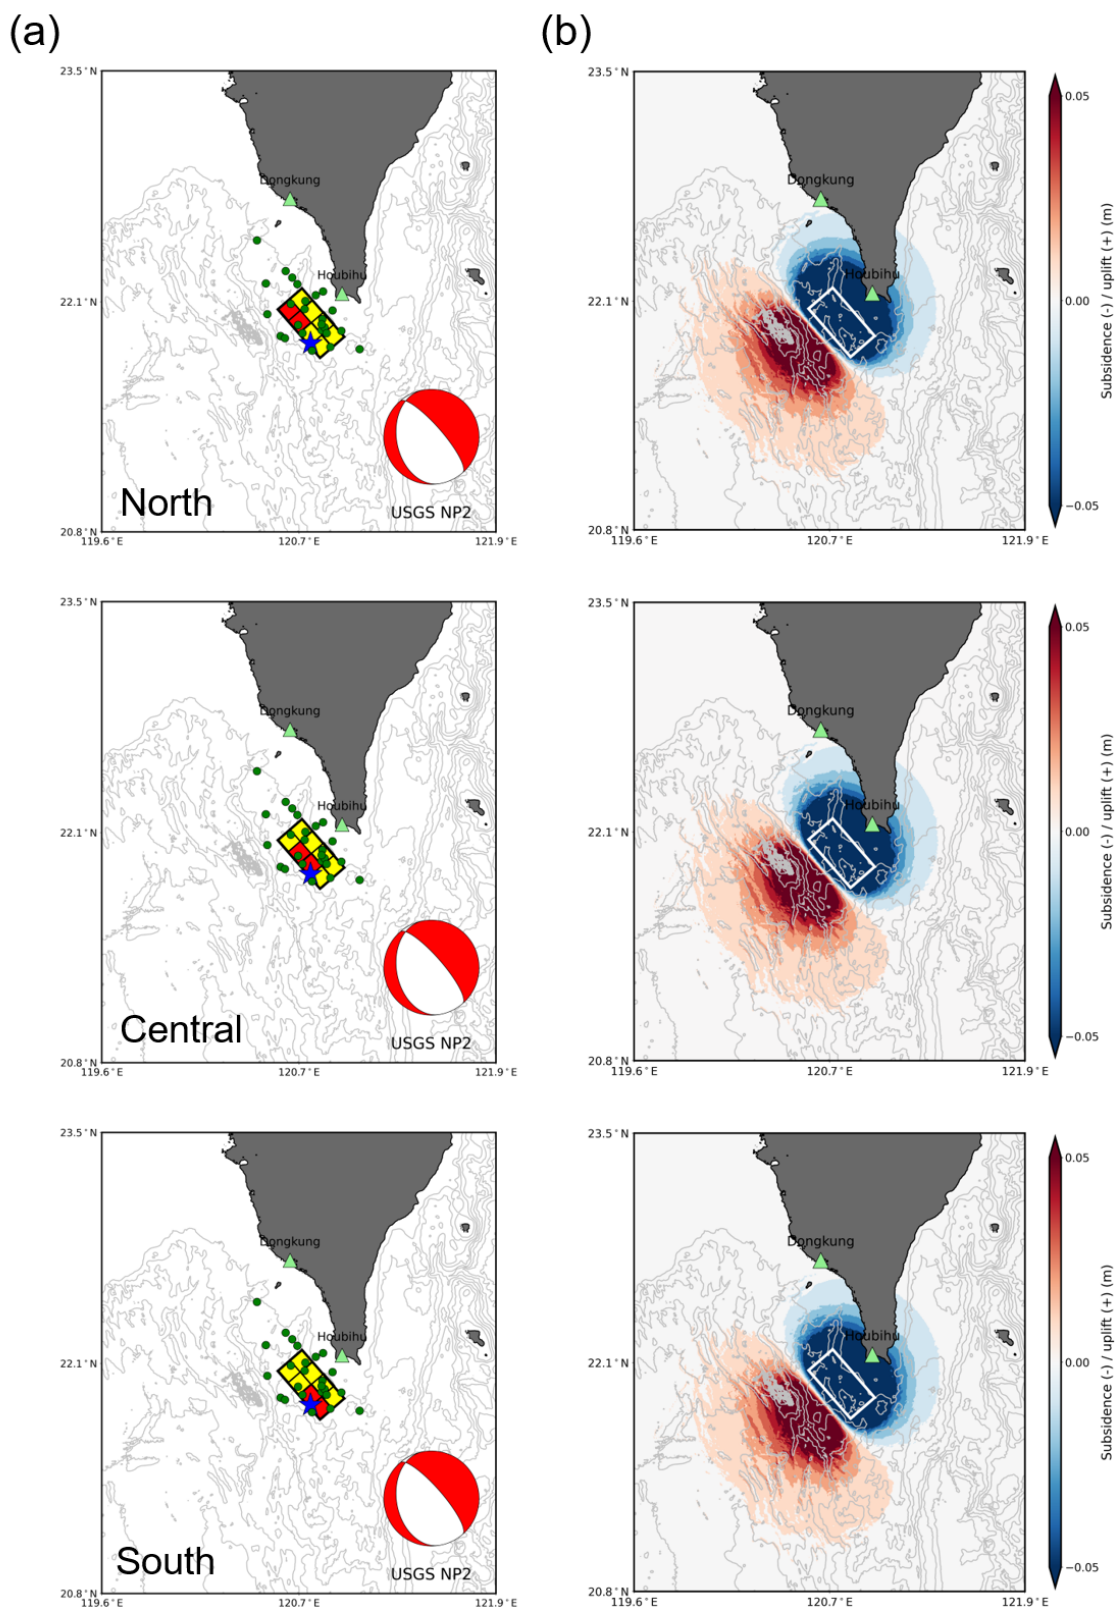 (a)
(b)
23.5°N
Dongkung
Houbihu
22.1°N
North
USGS NP2
20.8°N
119.6°E
120.7°E
121.9°E
23.5°N
Dongkung
Houbihu
22.1°N
20.8°N
119.6°E
120.7°E
121.9°E
0.05
0.00
−0.05
Subsidence (-) / uplift (+) (m)
23.5°N
Dongkung
Houbihu
22.1°N
Central
USGS NP2
20.8°N
119.6°E
120.7°E
121.9°E
23.5°N
Dongkung
Houbihu
22.1°N
20.8°N
119.6°E
120.7°E
121.9°E
0.05
0.00
−0.05
Subsidence (-) / uplift (+) (m)
23.5°N
Dongkung
Houbihu
22.1°N
South
USGS NP2
20.8°N
119.6°E
120.7°E
121.9°E
23.5°N
Dongkung
Houbihu
22.1°N
20.8°N
119.6°E
120.7°E
121.9°E
0.05
0.00
−0.05
Subsidence (-) / uplift (+) (m)